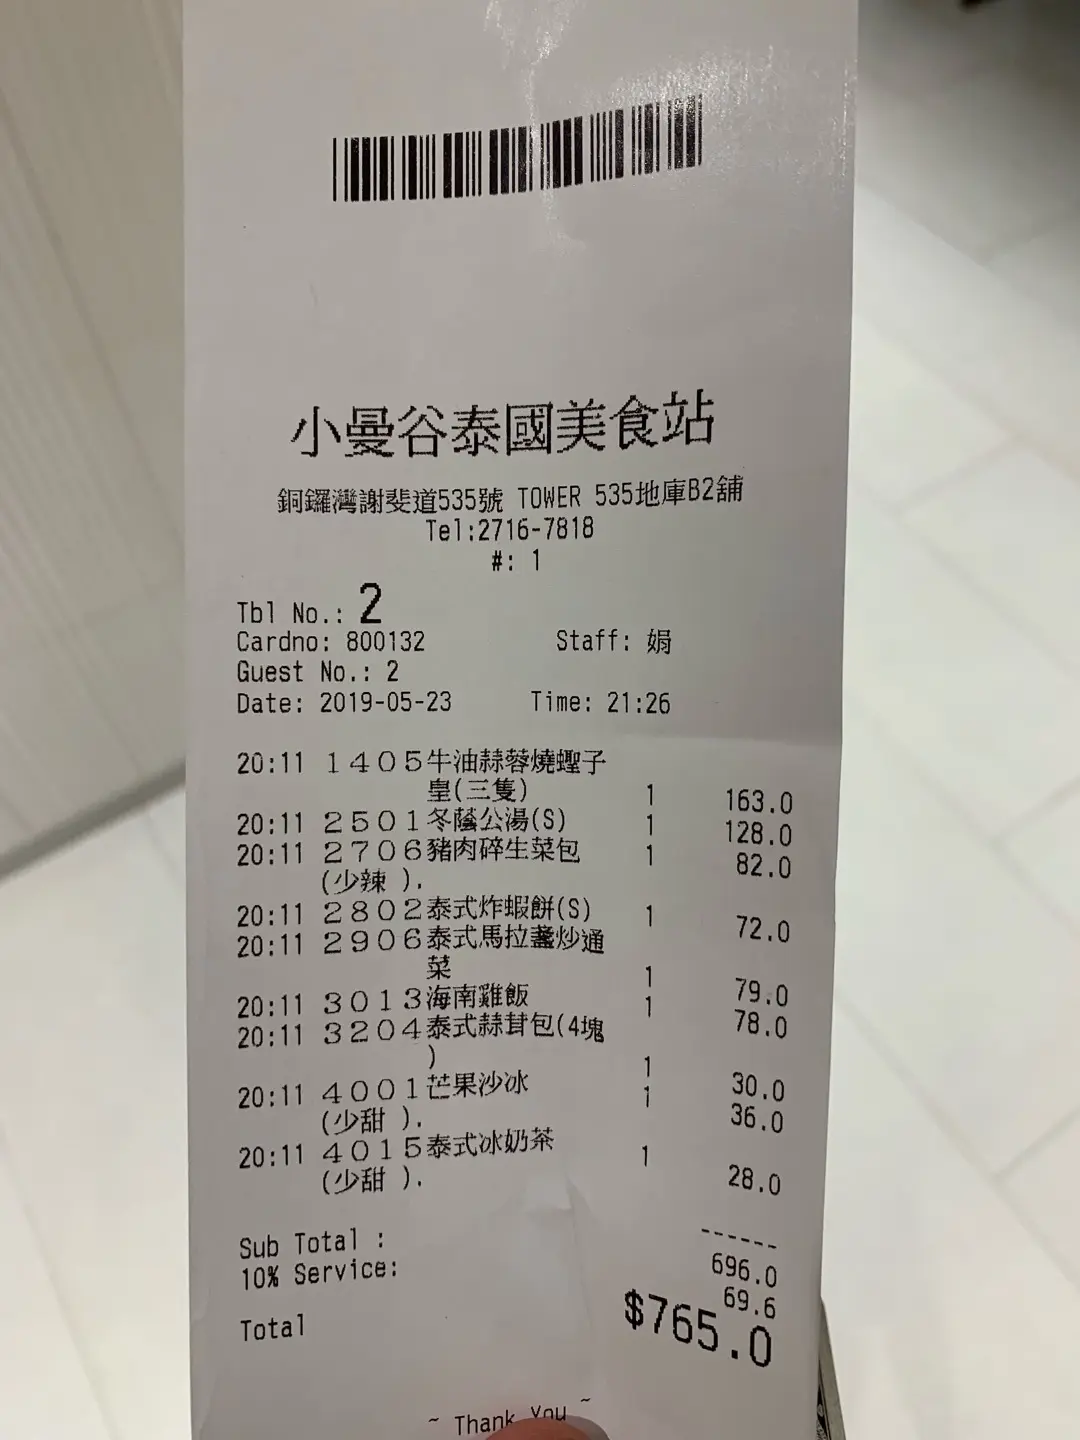 小曼谷泰國美食站
銅鑼灣謝斐道535號 TOWER 535地庫B2舖
Tel:2716-7818
#: 1
Tbl No.: 2
Cardno: 800132 Staff: 娟
Guest No.: 2
Date: 2019-05-23 Time: 21:26
20:11 1405牛油蒜蓉燒蟶子
皇(三隻) 1 163.0
20:11 2501冬蔭公湯(S) 1 128.0
20:11 2706豬肉碎生菜包 1 82.0
(少辣 ).
20:11 2802泰式炸蝦餅(S) 1 72.0
20:11 2906泰式馬拉盞炒通
菜 1 79.0
20:11 3013海南雞飯 1 78.0
20:11 3204泰式蒜茸包(4塊
) 1 30.0
20:11 4001芒果沙冰 1 36.0
(少甜 ).
20:11 4015泰式冰奶茶 1 28.0
(少甜 ).
------
Sub Total : 696.0
10% Service: 69.6
Total $765.0
~ Thank You ~